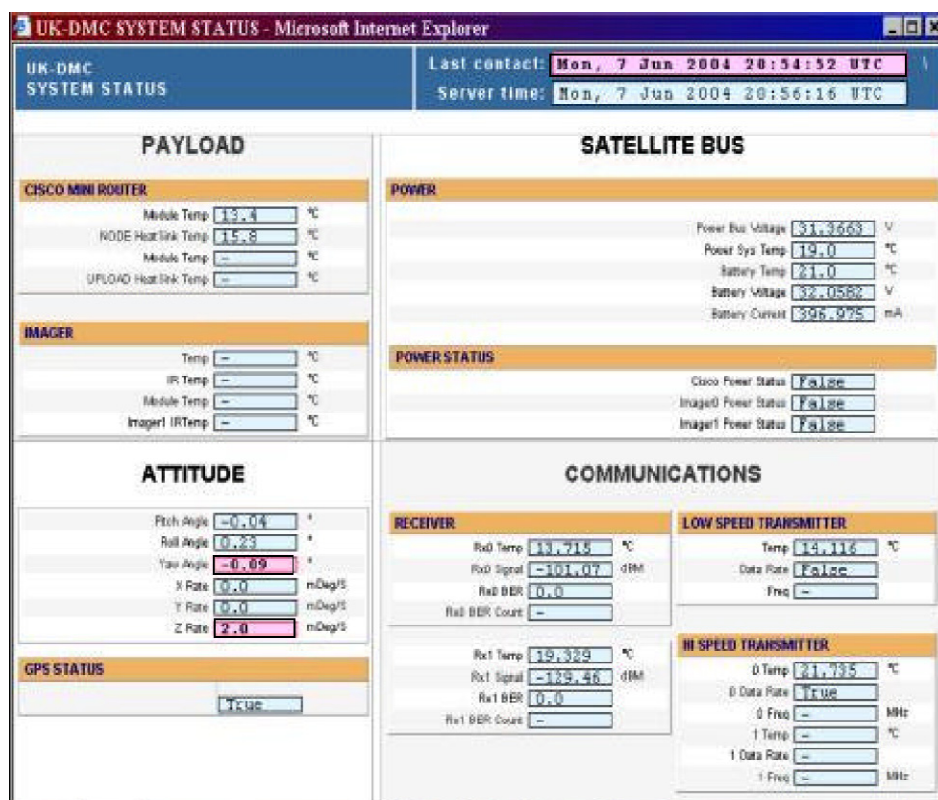 UK-DMC SYSTEM STATUS - Microsoft Internet Explorer
UK-DMC
SYSTEM STATUS
Last contact: Mon, 7 Jun 2004 20:54:52 UTC
Server time: Mon, 7 Jun 2004 20:56:16 UTC
PAYLOAD
CISCO MINI ROUTER
Module Temp 13.4 °C
NODE Heat Sink Temp 15.8 °C
Module Temp - °C
UPLOAD Heat Sink Temp - °C
IMAGER
Temp - °C
IR Temp - °C
Module Temp - °C
Imager1 IRTemp - °C
SATELLITE BUS
POWER
Power Bus Voltage 31.3663 V
Power Sys Temp 19.0 °C
Battery Temp 21.0 °C
Battery Voltage 32.0582 V
Battery Current 396.975 mA
POWER STATUS
Cisco Power Status False
Imager0 Power Status False
Imager1 Power Status False
ATTITUDE
Pitch Angle -0.04 °
Roll Angle 0.23 °
Yaw Angle -0.09 °
X Rate 0.0 mDeg/S
Y Rate 0.0 mDeg/S
Z Rate 2.0 mDeg/S
GPS STATUS
True
COMMUNICATIONS
RECEIVER
Rx0 Temp 13.715 °C
Rx0 Signal -101.07 dBM
Rx0 BER 0.0
Rx0 BER Count -
Rx1 Temp 19.329 °C
Rx1 Signal -129.46 dBM
Rx1 BER 0.0
Rx1 BER Count -
LOW SPEED TRANSMITTER
Temp 14.116 °C
Data Rate False
Freq -
HI SPEED TRANSMITTER
0 Temp 21.735 °C
0 Data Rate True
0 Freq - MHz
1 Temp - °C
1 Data Rate -
1 Freq - MHz